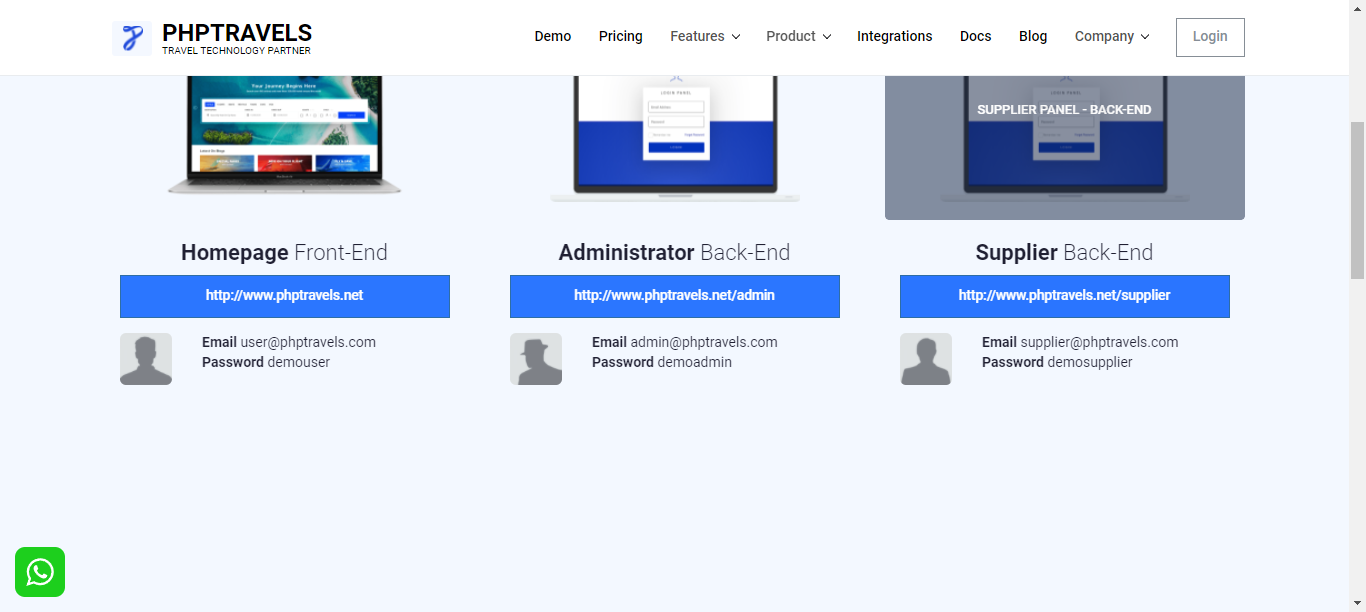 PHPTRAVELS
TRAVEL TECHNOLOGY PARTNER
Demo Pricing Features Product Integrations Docs Blog Company Login
Your Journey Begins Here
LOGIN PANEL
SUPPLIER PANEL - BACK-END
Homepage Front-End
Administrator Back-End
Supplier Back-End
http://www.phptravels.net
http://www.phptravels.net/admin
http://www.phptravels.net/supplier
Email user@phptravels.com
Password demouser
Email admin@phptravels.com
Password demoadmin
Email supplier@phptravels.com
Password demosupplier